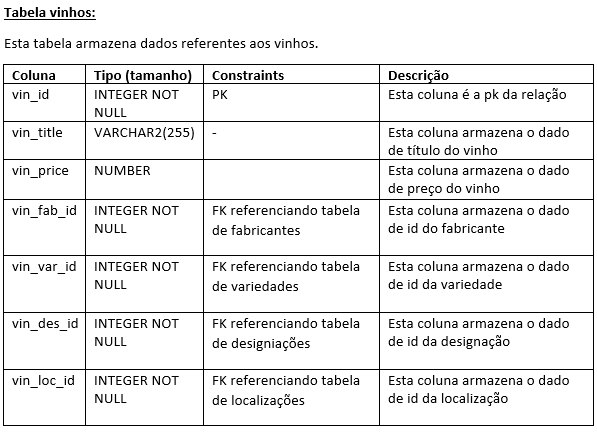 Tabela vinhos:
Esta tabela armazena dados referentes aos vinhos.
Coluna Tipo (tamanho) Constraints Descrição
vin_id INTEGER NOT PK Esta coluna é a pk da relação
NULL
vin_title VARCHAR2(255) - Esta coluna armazena o dado
de título do vinho
vin_price NUMBER Esta coluna armazena o dado
de preço do vinho
vin_fab_id INTEGER NOT FK referenciando tabela Esta coluna armazena o dado
NULL de fabricantes de id do fabricante
vin_var_id INTEGER NOT FK referenciando tabela Esta coluna armazena o dado
NULL de variedades de id da variedade
vin_des_id INTEGER NOT FK referenciando tabela Esta coluna armazena o dado
NULL de designiações de id da designação
vin_loc_id INTEGER NOT FK referenciando tabela Esta coluna armazena o dado
NULL de localizações de id da localização